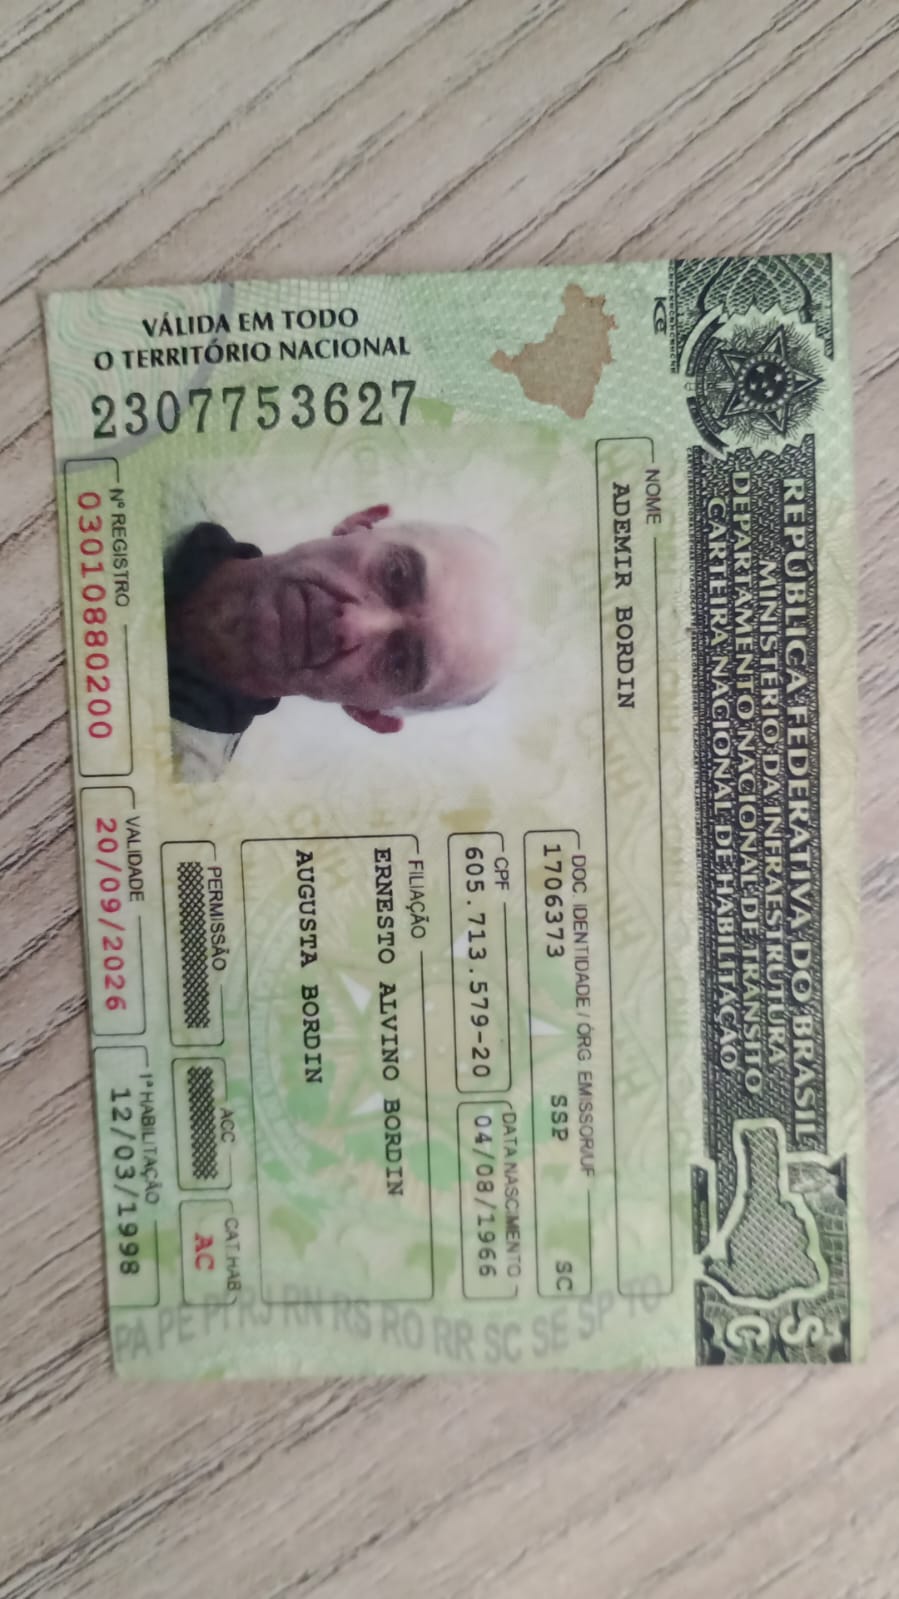 REPÚBLICA FEDERATIVA DO BRASIL
MINISTÉRIO DA INFRAESTRUTURA
DEPARTAMENTO NACIONAL DE TRÂNSITO
CARTEIRA NACIONAL DE HABILITAÇÃO
SC
VÁLIDA EM TODO
O TERRITÓRIO NACIONAL
2307753627
NOME
ADEMIR BORDIN
DOC IDENTIDADE / ÓRG EMISSOR/UF
1706373 SSP SC
CPF
605.713.579-20
DATA NASCIMENTO
04/08/1966
FILIAÇÃO
ERNESTO ALVINO BORDIN
AUGUSTA BORDIN
PERMISSÃO
ACC
CAT.HAB
AC
Nº REGISTRO
03010880200
VALIDADE
20/09/2026
1ª HABILITAÇÃO
12/03/1998
PA PE PI RJ RN RS RO RR SC SE SP TO